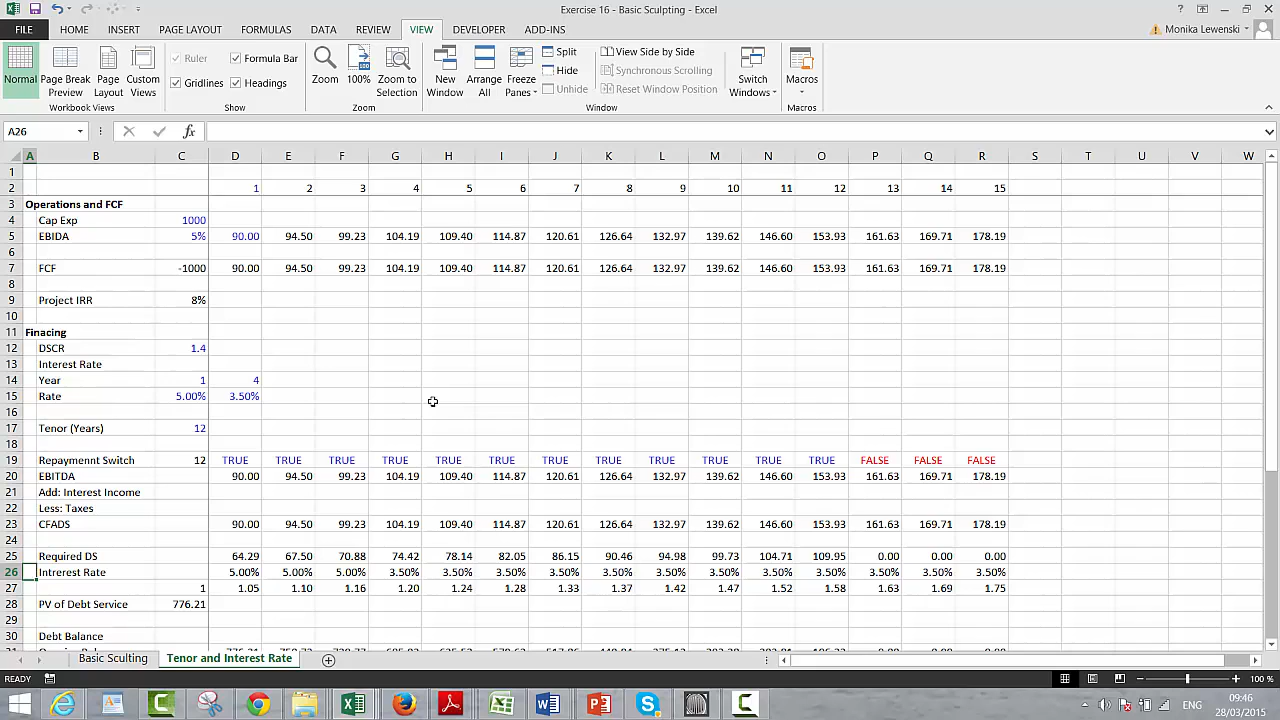 Exercise 16 - Basic Sculpting - Excel
FILE HOME INSERT PAGE LAYOUT FORMULAS DATA REVIEW VIEW DEVELOPER ADD-INS Monika Lewenski
Normal Page Break Preview Page Layout Custom Views
Ruler Formula Bar
Gridlines Headings
Zoom 100% Zoom to Selection
New Window Arrange All Freeze Panes
Split
Hide
Unhide
View Side by Side
Synchronous Scrolling
Reset Window Position
Switch Windows Macros
Workbook Views Show Zoom Window Macros
A26 fx
A B C D E F G H I J K L M N O P Q R S T U V W
1
2 1 2 3 4 5 6 7 8 9 10 11 12 13 14 15
3 Operations and FCF
4 Cap Exp 1000
5 EBIDA 5% 90.00 94.50 99.23 104.19 109.40 114.87 120.61 126.64 132.97 139.62 146.60 153.93 161.63 169.71 178.19
6
7 FCF -1000 90.00 94.50 99.23 104.19 109.40 114.87 120.61 126.64 132.97 139.62 146.60 153.93 161.63 169.71 178.19
8
9 Project IRR 8%
10
11 Finacing
12 DSCR 1.4
13 Interest Rate
14 Year 1 4
15 Rate 5.00% 3.50%
16
17 Tenor (Years) 12
18
19 Repaymennt Switch 12 TRUE TRUE TRUE TRUE TRUE TRUE TRUE TRUE TRUE TRUE TRUE TRUE FALSE FALSE FALSE
20 EBITDA 90.00 94.50 99.23 104.19 109.40 114.87 120.61 126.64 132.97 139.62 146.60 153.93 161.63 169.71 178.19
21 Add: Interest Income
22 Less: Taxes
23 CFADS 90.00 94.50 99.23 104.19 109.40 114.87 120.61 126.64 132.97 139.62 146.60 153.93 161.63 169.71 178.19
24
25 Required DS 64.29 67.50 70.88 74.42 78.14 82.05 86.15 90.46 94.98 99.73 104.71 109.95 0.00 0.00 0.00
26 Intrerest Rate 5.00% 5.00% 5.00% 3.50% 3.50% 3.50% 3.50% 3.50% 3.50% 3.50% 3.50% 3.50% 3.50% 3.50% 3.50%
27 1 1.05 1.10 1.16 1.20 1.24 1.28 1.33 1.37 1.42 1.47 1.52 1.58 1.63 1.69 1.75
28 PV of Debt Service 776.21
29
30 Debt Balance
Basic Sculting Tenor and Interest Rate
READY 100 %
ENG
09:46
28/03/2015